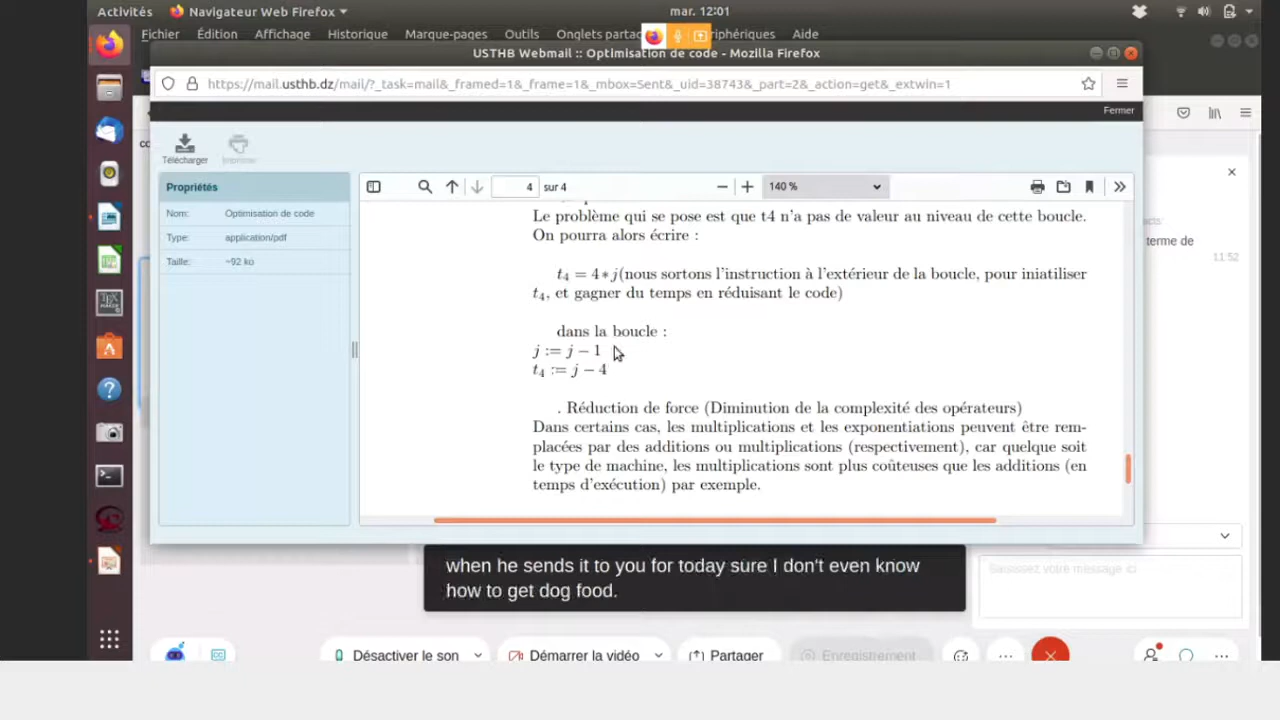 Activités
Navigateur Web Firefox
mar. 12:01
Fichier Édition Affichage Historique Marque-pages Outils Onglets Aide
USTHB Webmail :: Optimisation de code - Mozilla Firefox
https://mail.usthb.dz/mail/?_task=mail&_framed=1&_frame=1&_mbox=Sent&_uid=38743&_part=2&_action=get&_extwin=1
Fermer
Télécharger
Imprimer
Propriétés
Nom: Optimisation de code
Type: application/pdf
Taille: ~92 ko
4 sur 4
140 %
Le problème qui se pose est que t4 n'a pas de valeur au niveau de cette boucle.
On pourra alors écrire :
t₄ = 4 ∗ j(nous sortons l'instruction à l'extérieur de la boucle, pour iniatiliser
t₄, et gagner du temps en réduisant le code)
dans la boucle :
j := j − 1
t₄ := j − 4
. Réduction de force (Diminution de la complexité des opérateurs)
Dans certains cas, les multiplications et les exponentiations peuvent être rem-
placées par des additions ou multiplications (respectivement), car quelque soit
le type de machine, les multiplications sont plus coûteuses que les additions (en
temps d'exécution) par exemple.
terme de
11:52
when he sends it to you for today sure I don't even know
how to get dog food.
Saisissez votre message ici
Désactiver le son
Démarrer la vidéo
Partager
Enregistrement